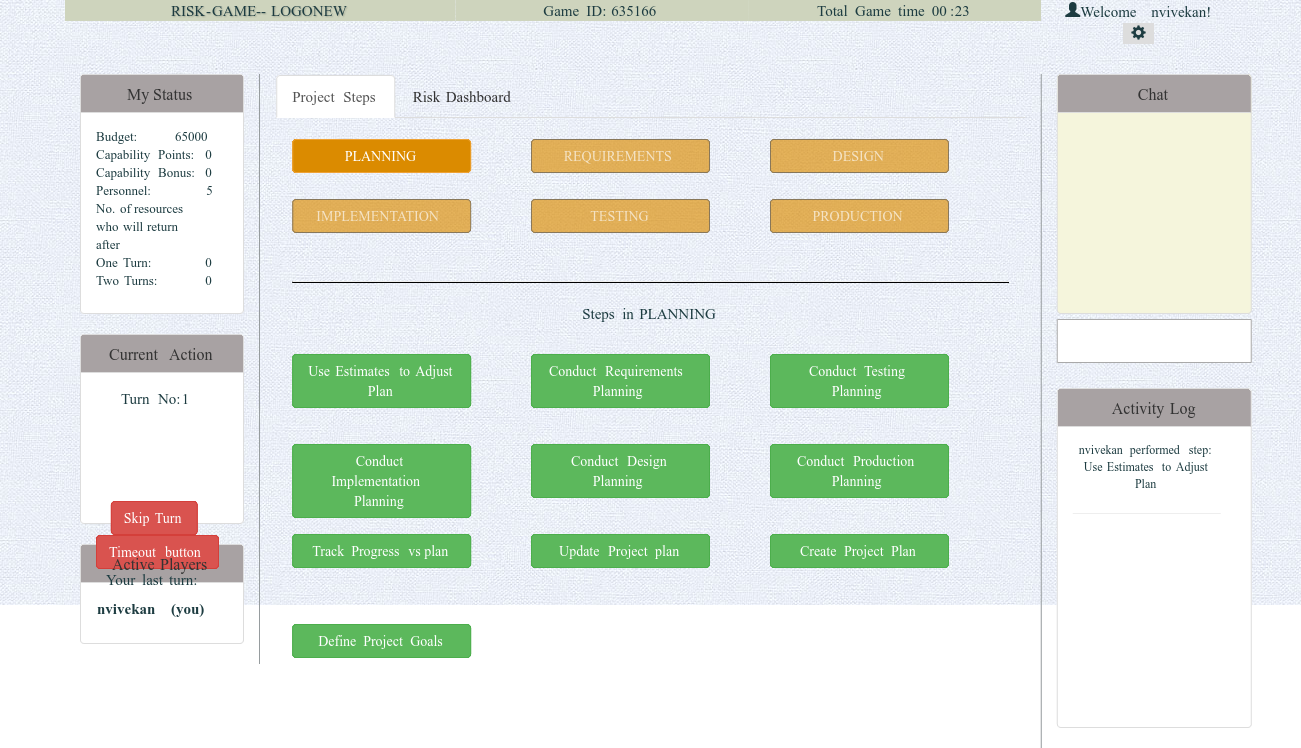 RISK-GAME-- LOGONEW
Game ID: 635166
Total Game time 00 :23
Welcome nvivekan!
My Status
Budget: 65000
Capability Points: 0
Capability Bonus: 0
Personnel: 5
No. of resources
who will return
after
One Turn: 0
Two Turns: 0
Current Action
Turn No:1
Skip Turn
Timeout button
Active Players
Your last turn:
nvivekan (you)
Project Steps
Risk Dashboard
PLANNING
REQUIREMENTS
DESIGN
IMPLEMENTATION
TESTING
PRODUCTION
Steps in PLANNING
Use Estimates to Adjust
Plan
Conduct Requirements
Planning
Conduct Testing
Planning
Conduct
Implementation
Planning
Conduct Design
Planning
Conduct Production
Planning
Track Progress vs plan
Update Project plan
Create Project Plan
Define Project Goals
Chat
Activity Log
nvivekan performed step:
Use Estimates to Adjust
Plan